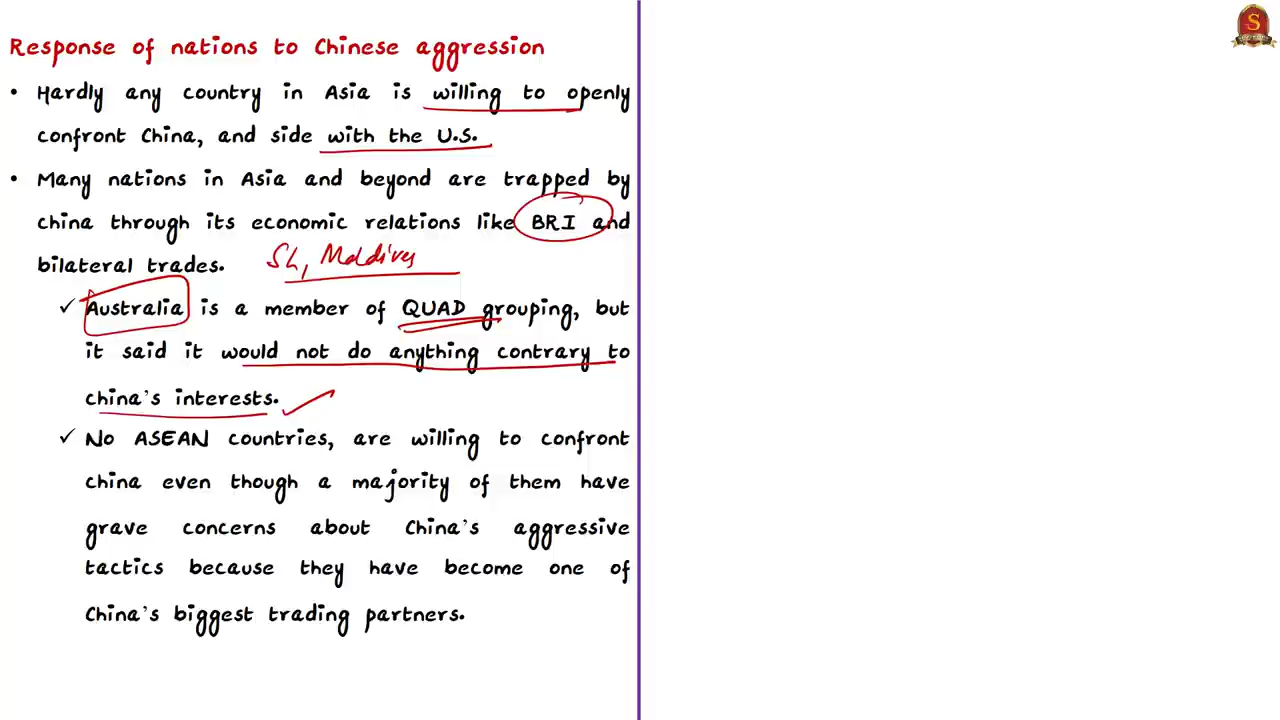 Response of nations to Chinese aggression
• Hardly any country in Asia is willing to openly
confront China, and side with the U.S.
• Many nations in Asia and beyond are trapped by
china through its economic relations like BRI and
bilateral trades. SL, Maldives
✓ Australia is a member of QUAD grouping, but
it said it would not do anything contrary to
china's interests.
✓ No ASEAN countries, are willing to confront
china even though a majority of them have
grave concerns about China's aggressive
tactics because they have become one of
China's biggest trading partners.
S